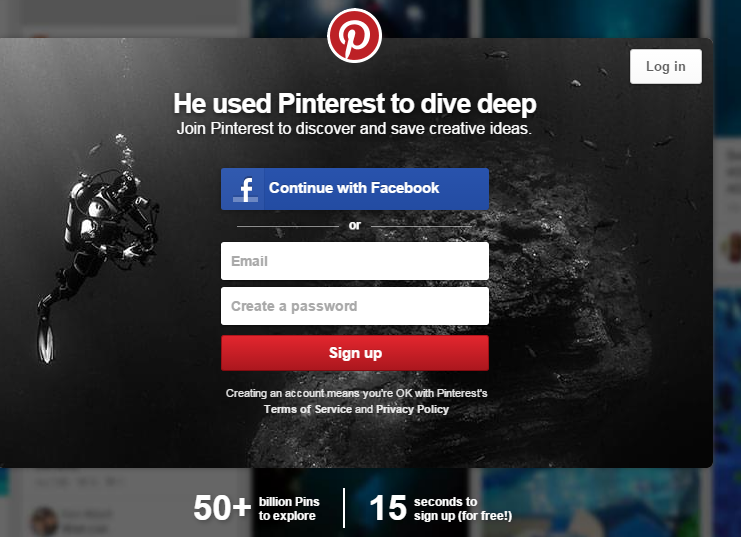 Log in
He used Pinterest to dive deep
Join Pinterest to discover and save creative ideas.
f Continue with Facebook
or
Email
Create a password
Sign up
Creating an account means you're OK with Pinterest's
Terms of Service and Privacy Policy
50+ billion Pins
to explore
15 seconds to
sign up (for free!)